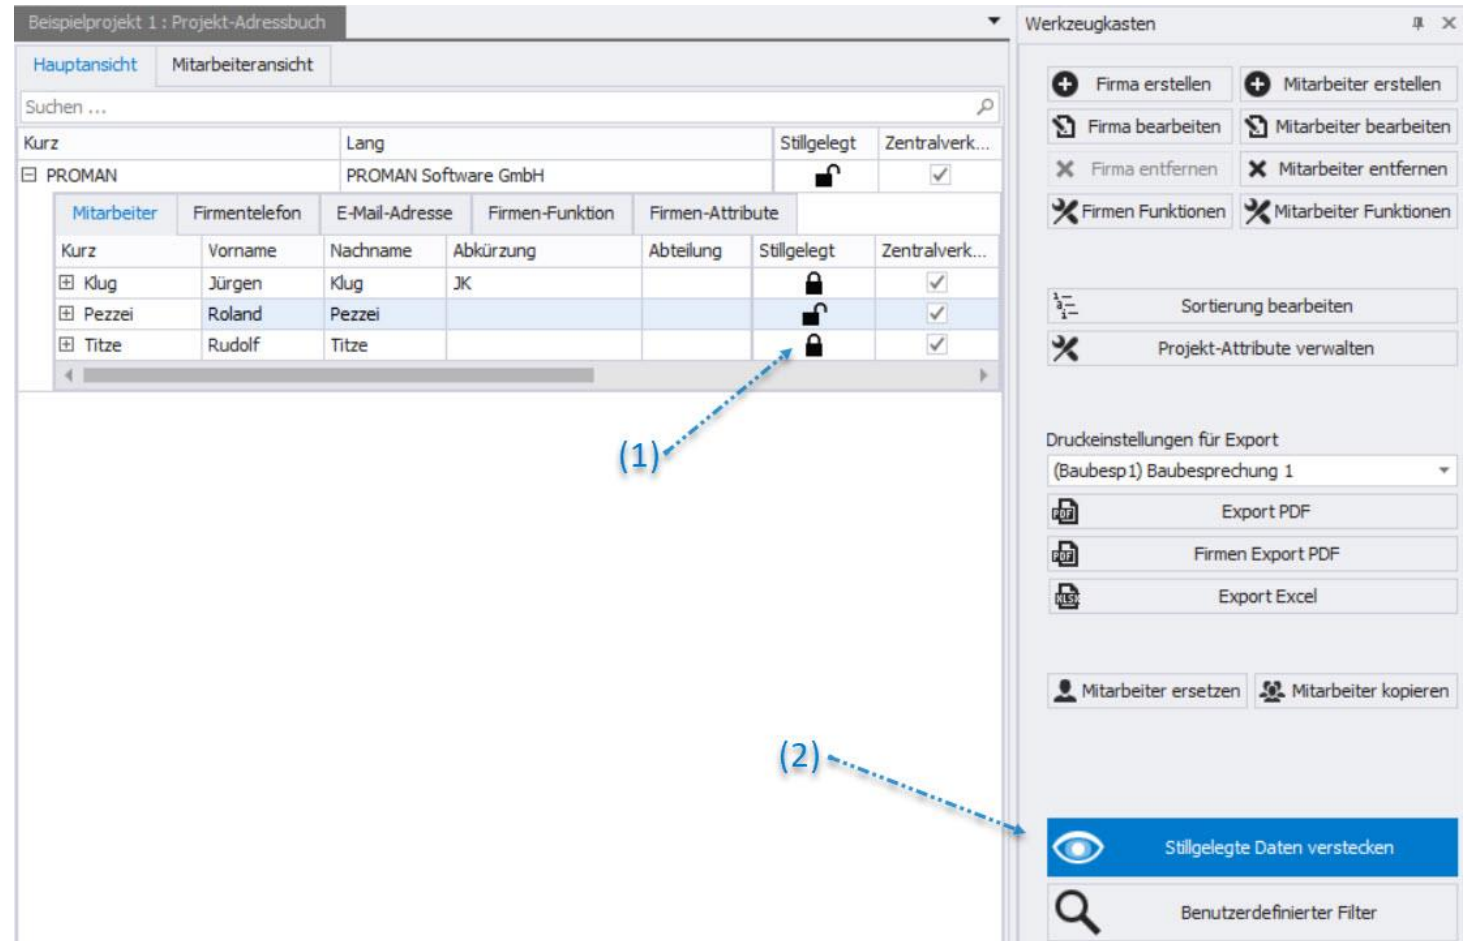 Beispielprojekt 1 : Projekt-Adressbuch
Hauptansicht Mitarbeiteransicht
Suchen ...
Kurz Lang Stillgelegt Zentralverk...
PROMAN PROMAN Software GmbH
Mitarbeiter Firmentelefon E-Mail-Adresse Firmen-Funktion Firmen-Attribute
Kurz Vorname Nachname Abkürzung Abteilung Stillgelegt Zentralverk...
Klug Jürgen Klug JK
Pezzei Roland Pezzei
Titze Rudolf Titze
(1)
(2)
Werkzeugkasten
Firma erstellen Mitarbeiter erstellen
Firma bearbeiten Mitarbeiter bearbeiten
Firma entfernen Mitarbeiter entfernen
Firmen Funktionen Mitarbeiter Funktionen
Sortierung bearbeiten
Projekt-Attribute verwalten
Druckeinstellungen für Export
(Baubesp1) Baubesprechung 1
PDF Export PDF
PDF Firmen Export PDF
XLSX Export Excel
Mitarbeiter ersetzen Mitarbeiter kopieren
Stillgelegte Daten verstecken
Benutzerdefinierter Filter